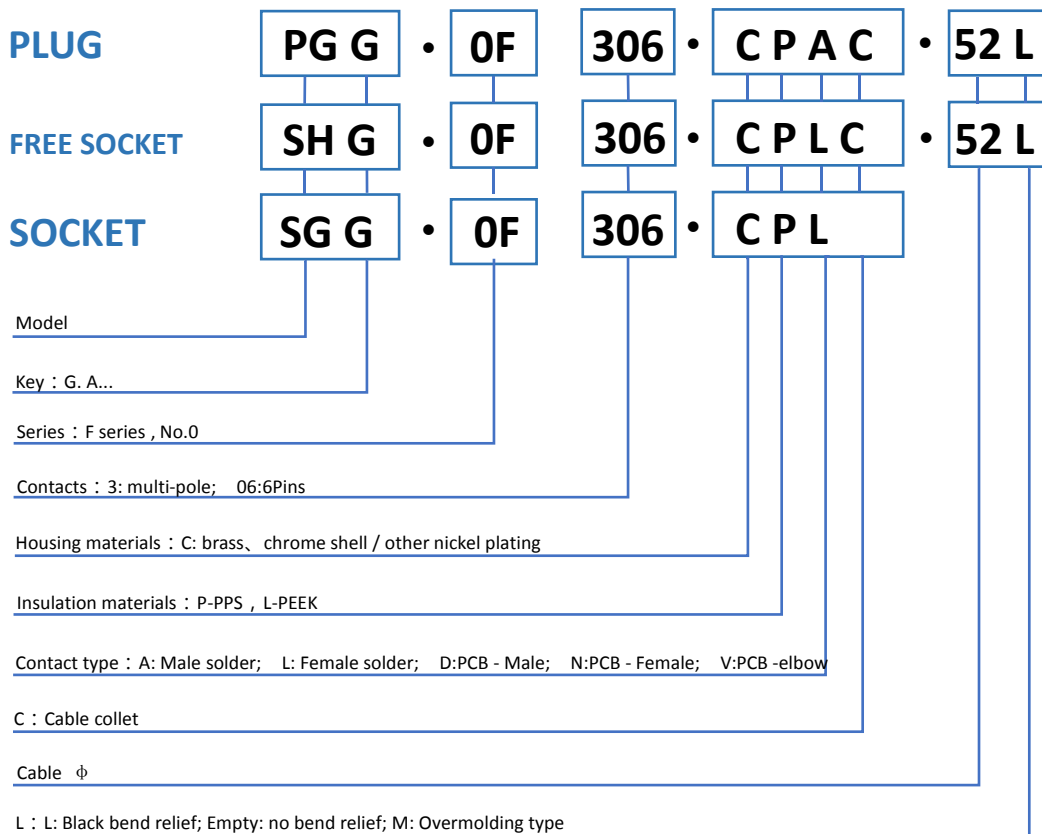 PLUG PG G • 0F 306 • C P A C • 52 L
FREE SOCKET SH G • 0F 306 • C P L C • 52 L
SOCKET SG G • 0F 306 • C P L
Model
Key：G. A...
Series：F series , No.0
Contacts：3: multi-pole; 06:6Pins
Housing materials：C: brass、chrome shell / other nickel plating
Insulation materials：P-PPS , L-PEEK
Contact type：A: Male solder; L: Female solder; D:PCB - Male; N:PCB - Female; V:PCB -elbow
C：Cable collet
Cable ϕ
L：L: Black bend relief; Empty: no bend relief; M: Overmolding type